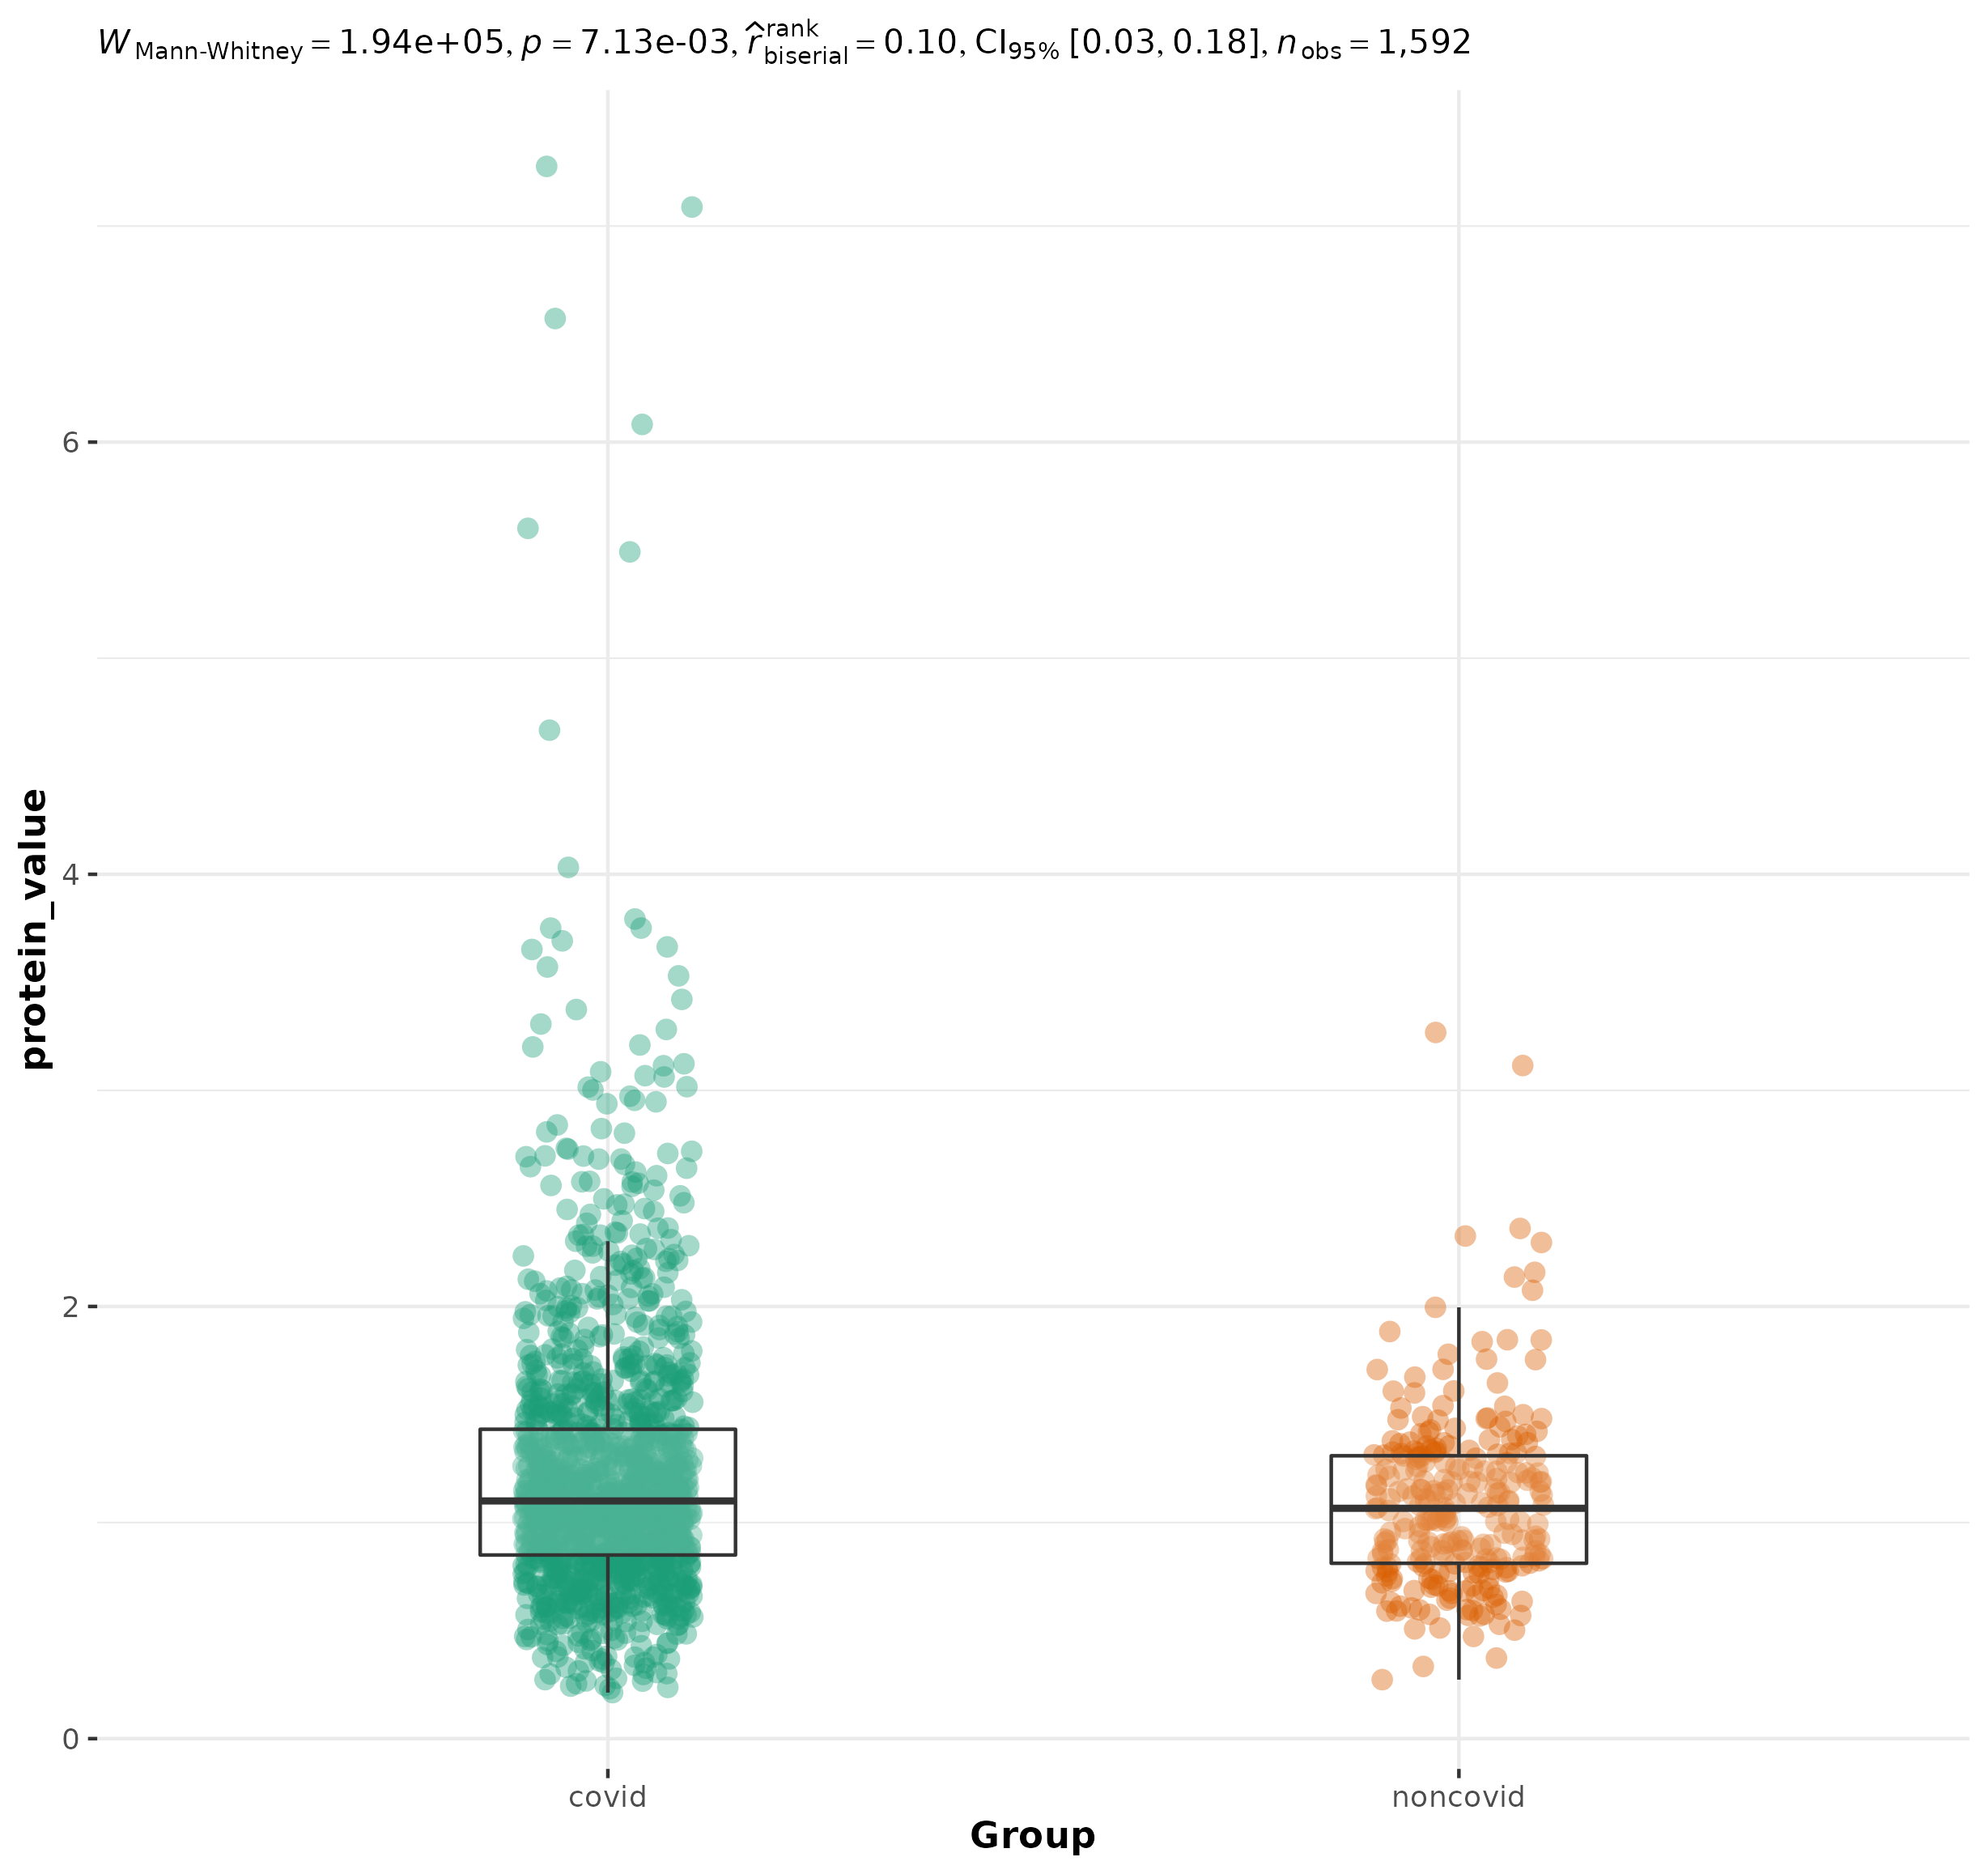 W Mann-Whitney = 1.94e+05, p = 7.13e-03, r̂ rank biserial = 0.10, CI95% [0.03, 0.18], nobs = 1,592
protein_value
6
4
2
0
covid noncovid
Group